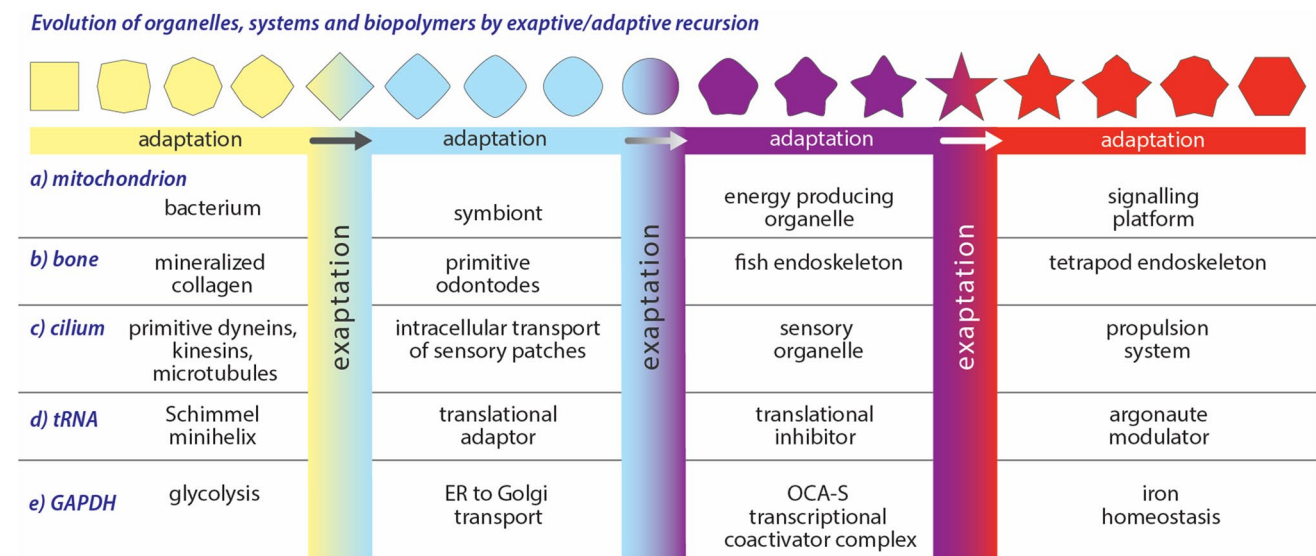 Evolution of organelles, systems and biopolymers by exaptive/adaptive recursion
adaptation
adaptation
adaptation
adaptation
exaptation
exaptation
exaptation
a) mitochondrion
bacterium
symbiont
energy producing
organelle
signalling
platform
b) bone
mineralized
collagen
primitive
odontodes
fish endoskeleton
tetrapod endoskeleton
c) cilium
primitive dyneins,
kinesins,
microtubules
intracellular transport
of sensory patches
sensory
organelle
propulsion
system
d) tRNA
Schimmel
minihelix
translational
adaptor
translational
inhibitor
argonaute
modulator
e) GAPDH
glycolysis
ER to Golgi
transport
OCA-S
transcriptional
coactivator complex
iron
homeostasis